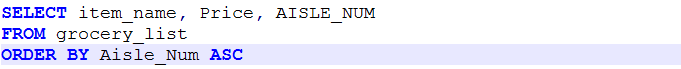 SELECT item_name, Price, AISLE_NUM
FROM grocery_list
ORDER BY Aisle_Num ASC